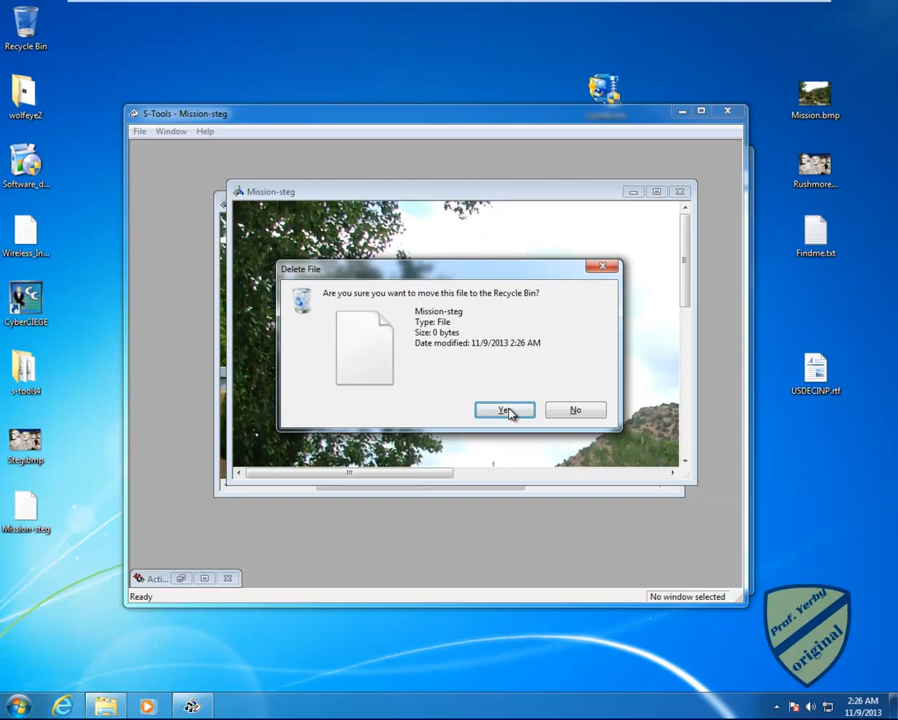 Recycle Bin
wolfeye2
Software_d...
Wireless_In...
CyberCIEGE
s-tools4
Steg.bmp
Mission-steg
S-Tools - Mission-steg
File Window Help
Mission-steg
Delete File
Are you sure you want to move this file to the Recycle Bin?
Mission-steg
Type: File
Size: 0 bytes
Date modified: 11/9/2013 2:26 AM
Yes
No
Acti...
Ready
No window selected
Mission.bmp
Rushmore...
Findme.txt
USDECINP.rtf
Prof. Yerby
original
2:26 AM
11/9/2013